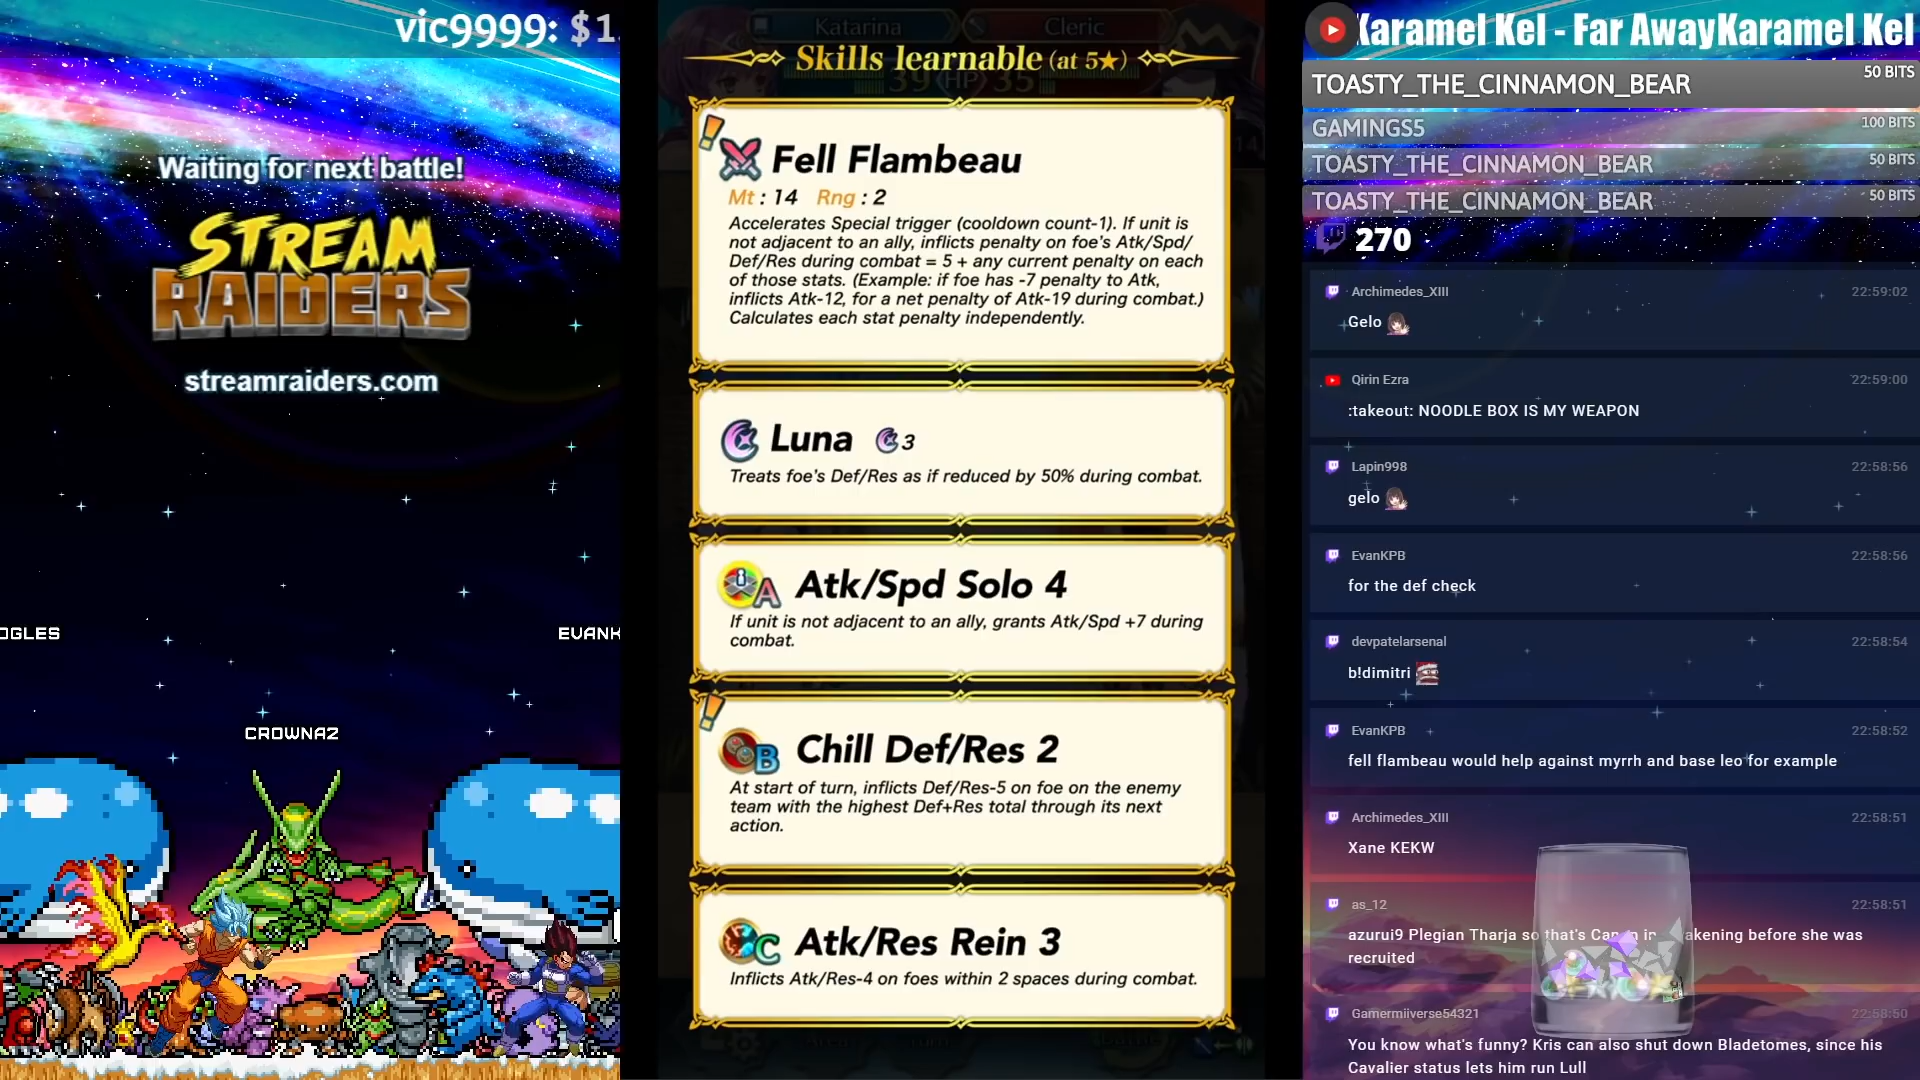 vic9999: $1
Waiting for next battle!
STREAM
RAIDERS
streamraiders.com
OGLES
EVANK
CROWNAZ
Katarina
Cleric
Skills learnable (at 5★)
39 HP 35
Fell Flambeau
Mt : 14 Rng : 2
Accelerates Special trigger (cooldown count-1). If unit is
not adjacent to an ally, inflicts penalty on foe's Atk/Spd/
Def/Res during combat = 5 + any current penalty on each
of those stats. (Example: if foe has -7 penalty to Atk,
inflicts Atk-12, for a net penalty of Atk-19 during combat.)
Calculates each stat penalty independently.
Luna 3
Treats foe's Def/Res as if reduced by 50% during combat.
A Atk/Spd Solo 4
If unit is not adjacent to an ally, grants Atk/Spd +7 during
combat.
B Chill Def/Res 2
At start of turn, inflicts Def/Res-5 on foe on the enemy
team with the highest Def+Res total through its next
action.
C Atk/Res Rein 3
Inflicts Atk/Res-4 on foes within 2 spaces during combat.
Karamel Kel - Far AwayKaramel Kel
TOASTY_THE_CINNAMON_BEAR 50 BITS
GAMINGS5 100 BITS
TOASTY_THE_CINNAMON_BEAR 50 BITS
TOASTY_THE_CINNAMON_BEAR 50 BITS
270
Archimedes_XIII 22:59:02
Gelo
Qirin Ezra 22:59:00
:takeout: NOODLE BOX IS MY WEAPON
Lapin998 22:58:56
gelo
EvanKPB 22:58:56
for the def check
devpatelarsenal 22:58:54
b!dimitri
EvanKPB 22:58:52
fell flambeau would help against myrrh and base leo for example
Archimedes_XIII 22:58:51
Xane KEKW
as_12 22:58:51
azurui9 Plegian Tharja so that's Canon in akening before she was
recruited
Gamermiiverse54321 22:58:50
You know what's funny? Kris can also shut down Bladetomes, since his
Cavalier status lets him run Lull